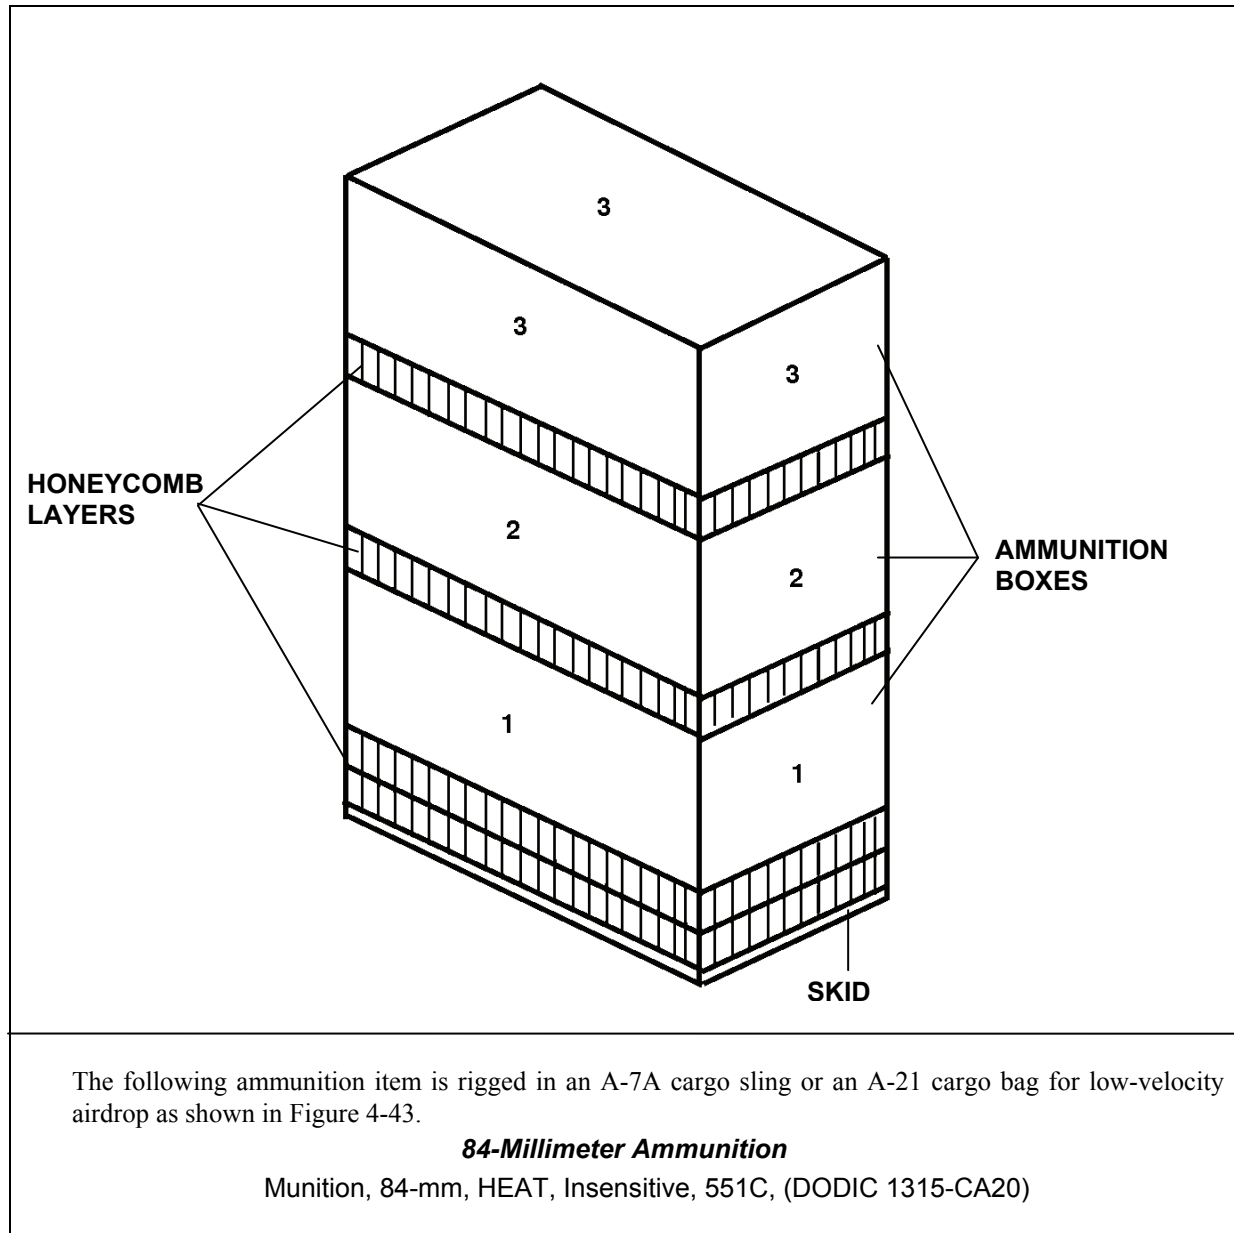 3
3
3
HONEYCOMB
LAYERS
2
2
AMMUNITION
BOXES
1
1
SKID
The following ammunition item is rigged in an A-7A cargo sling or an A-21 cargo bag for low-velocity
airdrop as shown in Figure 4-43.
84-Millimeter Ammunition
Munition, 84-mm, HEAT, Insensitive, 551C, (DODIC 1315-CA20)